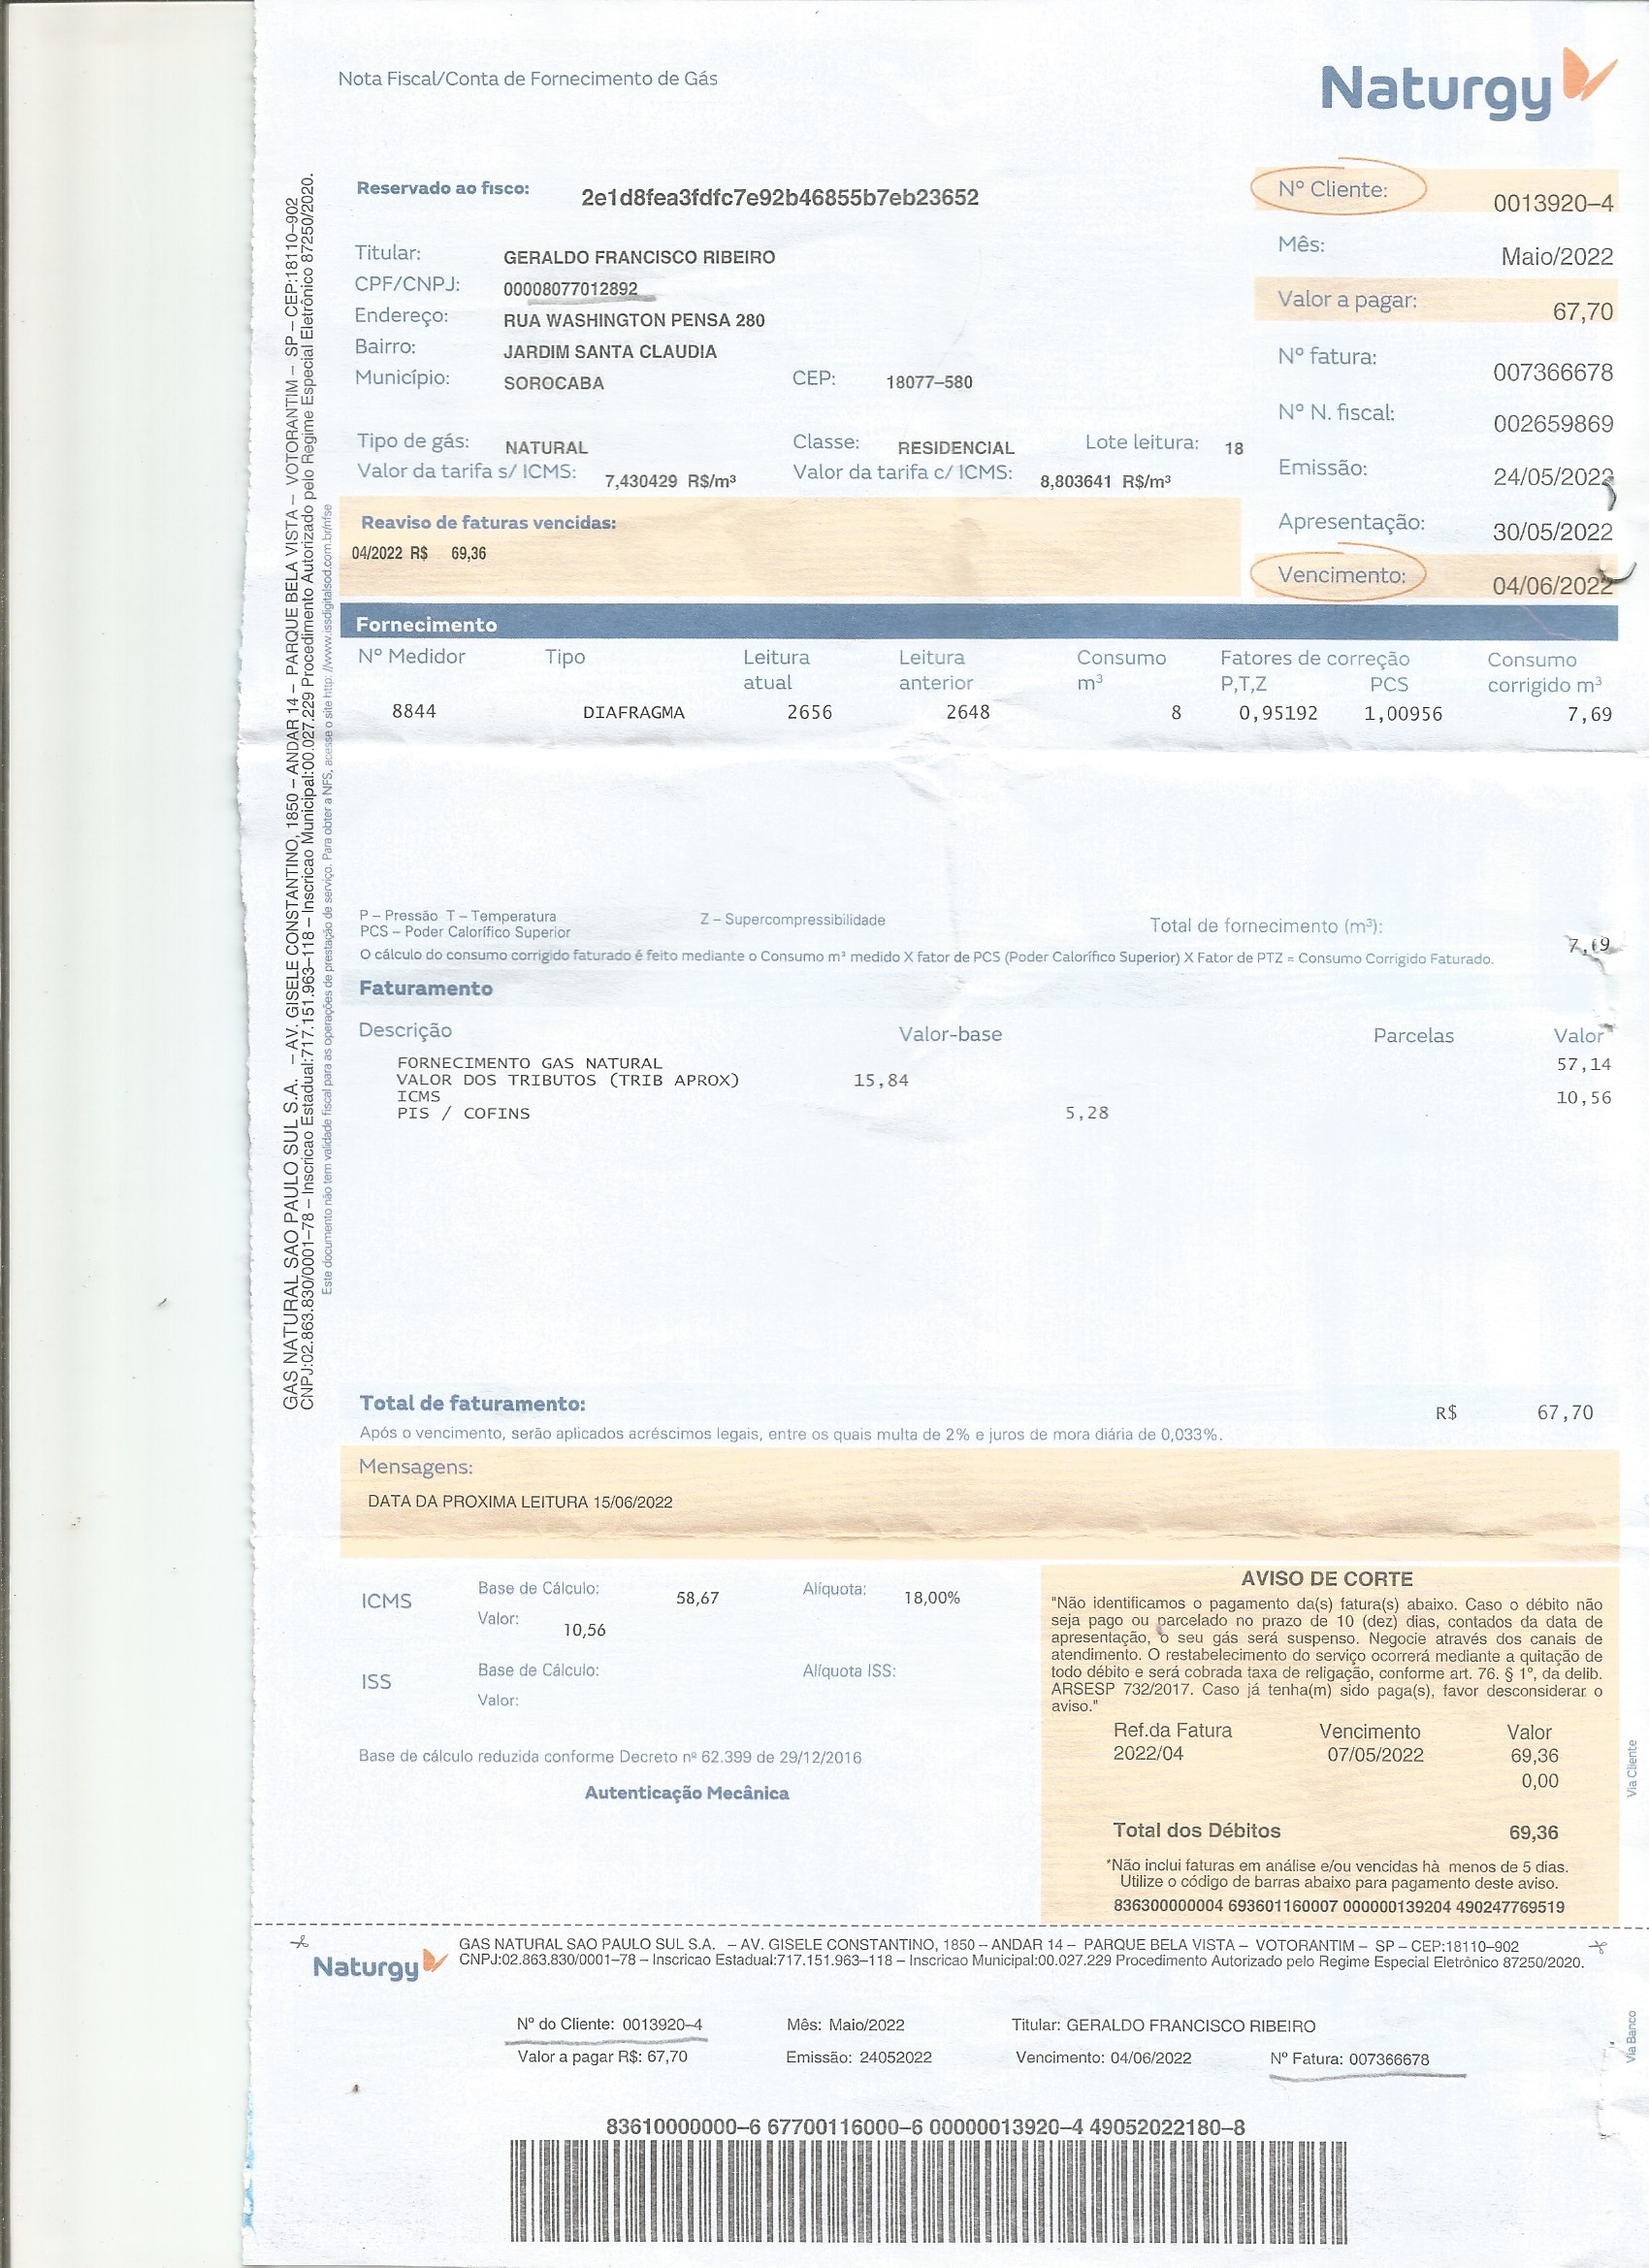 Nota Fiscal/Conta de Fornecimento de Gás
Naturgy
Reservado ao fisco: 2e1d8fea3fdfc7e92b46855b7eb23652
Titular: GERALDO FRANCISCO RIBEIRO
CPF/CNPJ: 00008077012892
Endereço: RUA WASHINGTON PENSA 280
Bairro: JARDIM SANTA CLAUDIA
Município: SOROCABA CEP: 18077–580
Tipo de gás: NATURAL Classe: RESIDENCIAL Lote leitura: 18
Valor da tarifa s/ ICMS: 7,430429 R$/m³ Valor da tarifa c/ ICMS: 8,803641 R$/m³
Nº Cliente: 0013920–4
Mês: Maio/2022
Valor a pagar: 67,70
Nº fatura: 007366678
Nº N. fiscal: 002659869
Emissão: 24/05/2022
Apresentação: 30/05/2022
Vencimento: 04/06/2022
Reaviso de faturas vencidas:
04/2022 R$ 69,36
Fornecimento
Nº Medidor Tipo Leitura atual Leitura anterior Consumo m³ Fatores de correção P,T,Z PCS Consumo corrigido m³
8844 DIAFRAGMA 2656 2648 8 0,95192 1,00956 7,69
P – Pressão T – Temperatura Z – Supercompressibilidade Total de fornecimento (m³): 7,69
PCS – Poder Calorífico Superior
O cálculo do consumo corrigido faturado é feito mediante o Consumo m³ medido X fator de PCS (Poder Calorífico Superior) X Fator de PTZ = Consumo Corrigido Faturado.
Faturamento
Descrição Valor-base Parcelas Valor
FORNECIMENTO GAS NATURAL 57,14
VALOR DOS TRIBUTOS (TRIB APROX) 15,84
ICMS 10,56
PIS / COFINS 5,28
Total de faturamento: R$ 67,70
Após o vencimento, serão aplicados acréscimos legais, entre os quais multa de 2% e juros de mora diária de 0,033%.
Mensagens:
DATA DA PROXIMA LEITURA 15/06/2022
ICMS Base de Cálculo: 58,67 Alíquota: 18,00%
Valor: 10,56
ISS Base de Cálculo: Alíquota ISS:
Valor:
Base de cálculo reduzida conforme Decreto nº 62.399 de 29/12/2016
Autenticação Mecânica
AVISO DE CORTE
"Não identificamos o pagamento da(s) fatura(s) abaixo. Caso o débito não
seja pago ou parcelado no prazo de 10 (dez) dias, contados da data de
apresentação, o seu gás será suspenso. Negocie através dos canais de
atendimento. O restabelecimento do serviço ocorrerá mediante a quitação de
todo débito e será cobrada taxa de religação, conforme art. 76. § 1º, da delib.
ARSESP 732/2017. Caso já tenha(m) sido paga(s), favor desconsiderar o
aviso."
Ref.da Fatura Vencimento Valor
2022/04 07/05/2022 69,36
0,00
Total dos Débitos 69,36
*Não inclui faturas em análise e/ou vencidas hà menos de 5 dias.
Utilize o código de barras abaixo para pagamento deste aviso.
836300000004 693601160007 000000139204 490247769519
Via Cliente
GAS NATURAL SAO PAULO SUL S.A. – AV. GISELE CONSTANTINO, 1850 – ANDAR 14 – PARQUE BELA VISTA – VOTORANTIM – SP – CEP:18110–902
CNPJ:02.863.830/0001–78 – Inscricao Estadual:717.151.963–118 – Inscricao Municipal:00.027.229 Procedimento Autorizado pelo Regime Especial Eletrônico 87250/2020.
Este documento não tem validade fiscal para as operações de prestação de serviço. Para obter a NFS, acesse o site http: //www.issdigitalsod.com.br/nfse
Naturgy
GAS NATURAL SAO PAULO SUL S.A. – AV. GISELE CONSTANTINO, 1850 – ANDAR 14 – PARQUE BELA VISTA – VOTORANTIM – SP – CEP:18110–902
CNPJ:02.863.830/0001–78 – Inscricao Estadual:717.151.963–118 – Inscricao Municipal:00.027.229 Procedimento Autorizado pelo Regime Especial Eletrônico 87250/2020.
Nº do Cliente: 0013920–4 Mês: Maio/2022 Titular: GERALDO FRANCISCO RIBEIRO
Valor a pagar R$: 67,70 Emissão: 24052022 Vencimento: 04/06/2022 Nº Fatura: 007366678
Via Banco
83610000000–6 67700116000–6 00000013920–4 49052022180–8